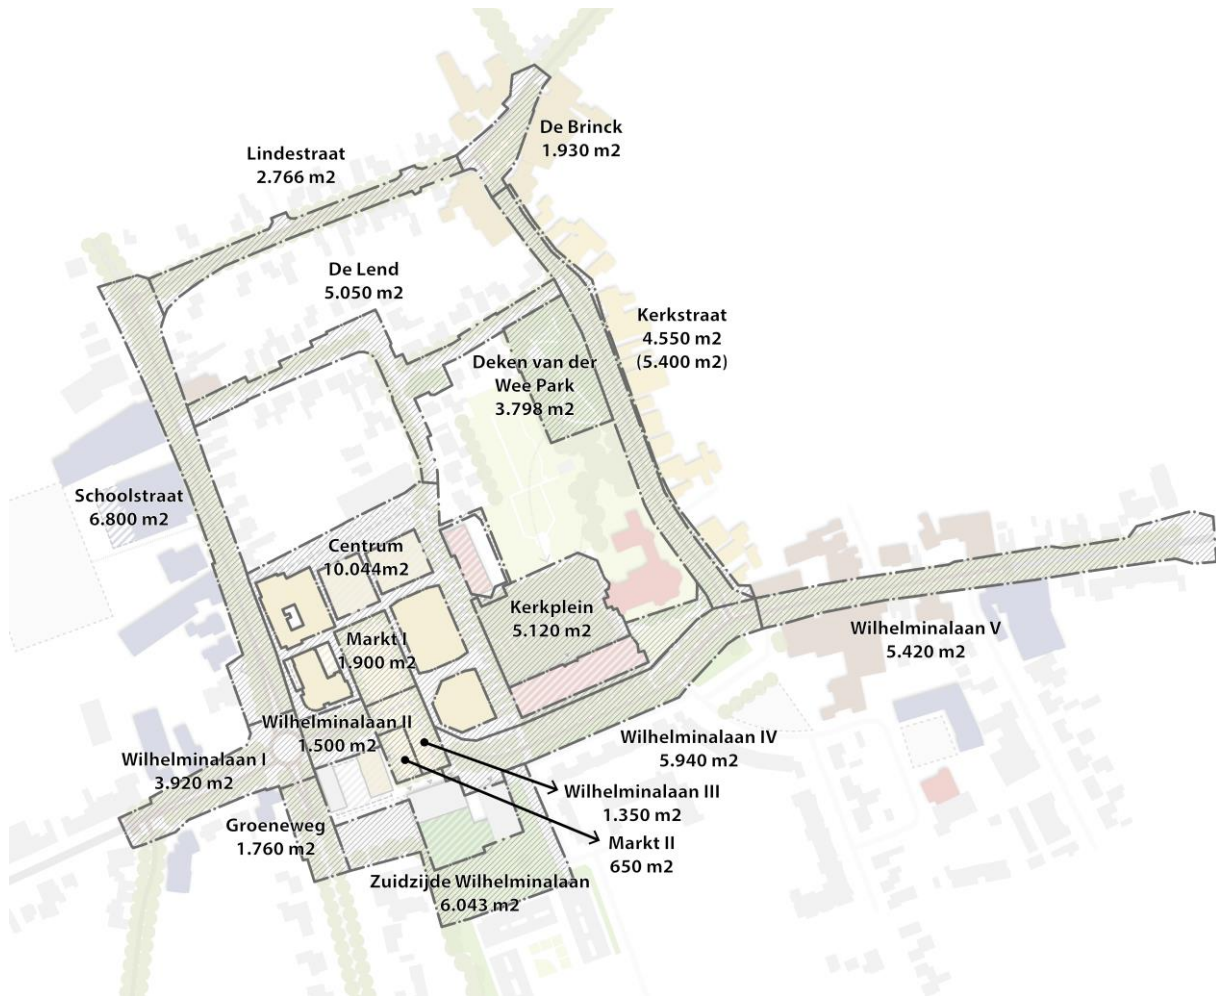 De Brinck
1.930 m2
Lindestraat
2.766 m2
De Lend
5.050 m2
Kerkstraat
4.550 m2
(5.400 m2)
Deken van der
Wee Park
3.798 m2
Schoolstraat
6.800 m2
Centrum
10.044m2
Kerkplein
5.120 m2
Markt I
1.900 m2
Wilhelminalaan V
5.420 m2
Wilhelminalaan II
1.500 m2
Wilhelminalaan I
3.920 m2
Wilhelminalaan IV
5.940 m2
Wilhelminalaan III
1.350 m2
Groeneweg
1.760 m2
Markt II
650 m2
Zuidzijde Wilhelminalaan
6.043 m2